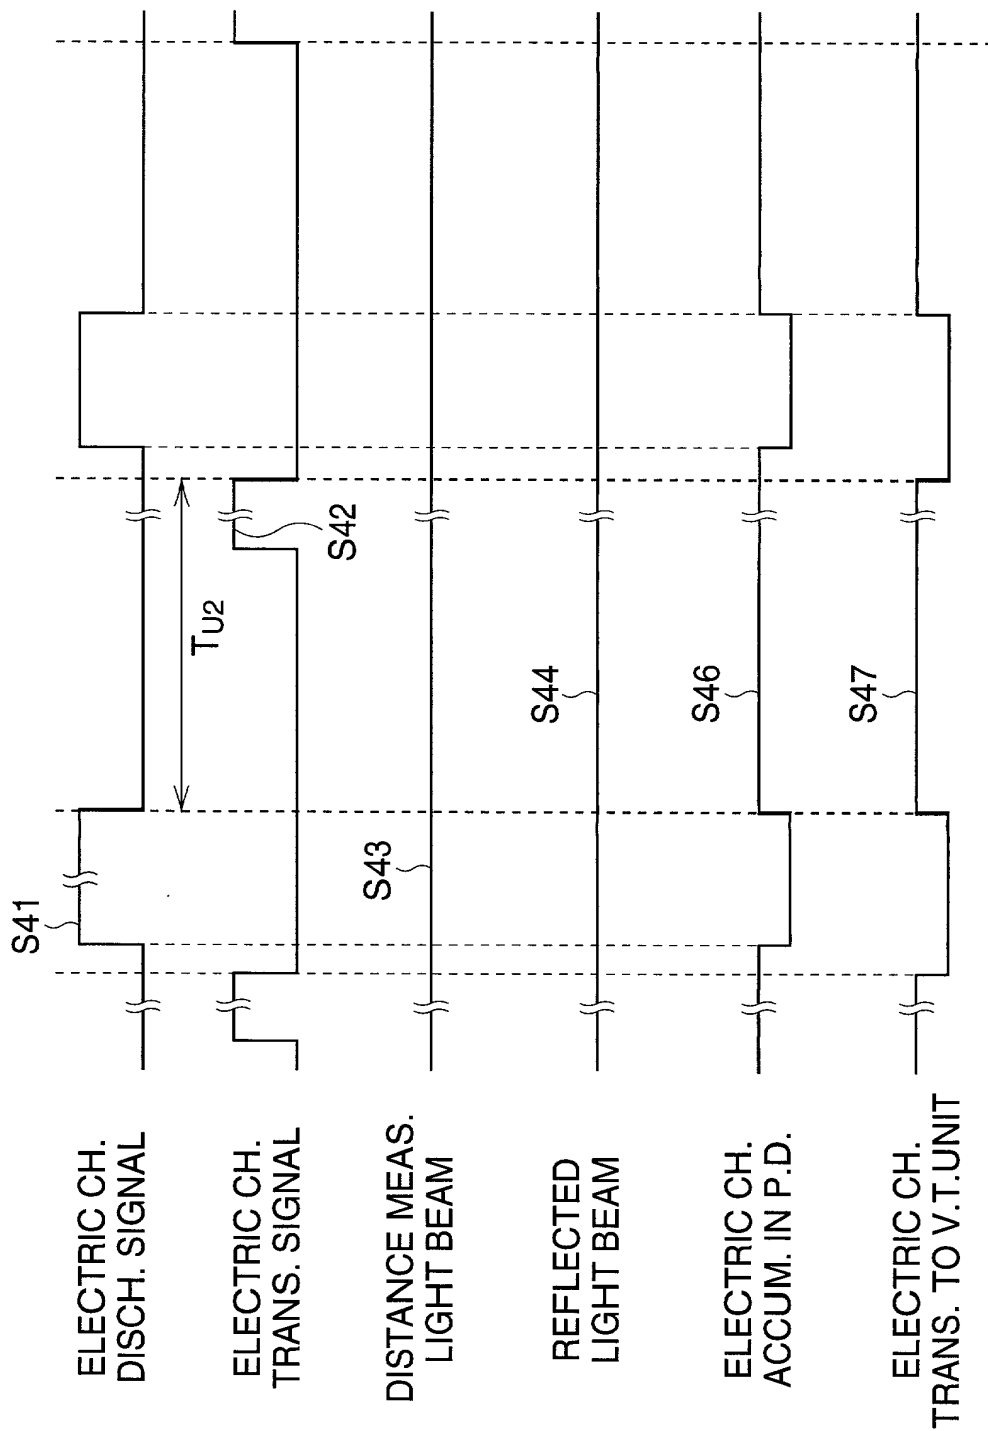 ELECTRIC CH.
DISCH. SIGNAL
S41
TU2
ELECTRIC CH.
TRANS. SIGNAL
S42
DISTANCE MEAS.
LIGHT BEAM
S43
REFLECTED
LIGHT BEAM
S44
ELECTRIC CH.
ACCUM. IN P.D.
S46
ELECTRIC CH.
TRANS. TO V.T.UNIT
S47